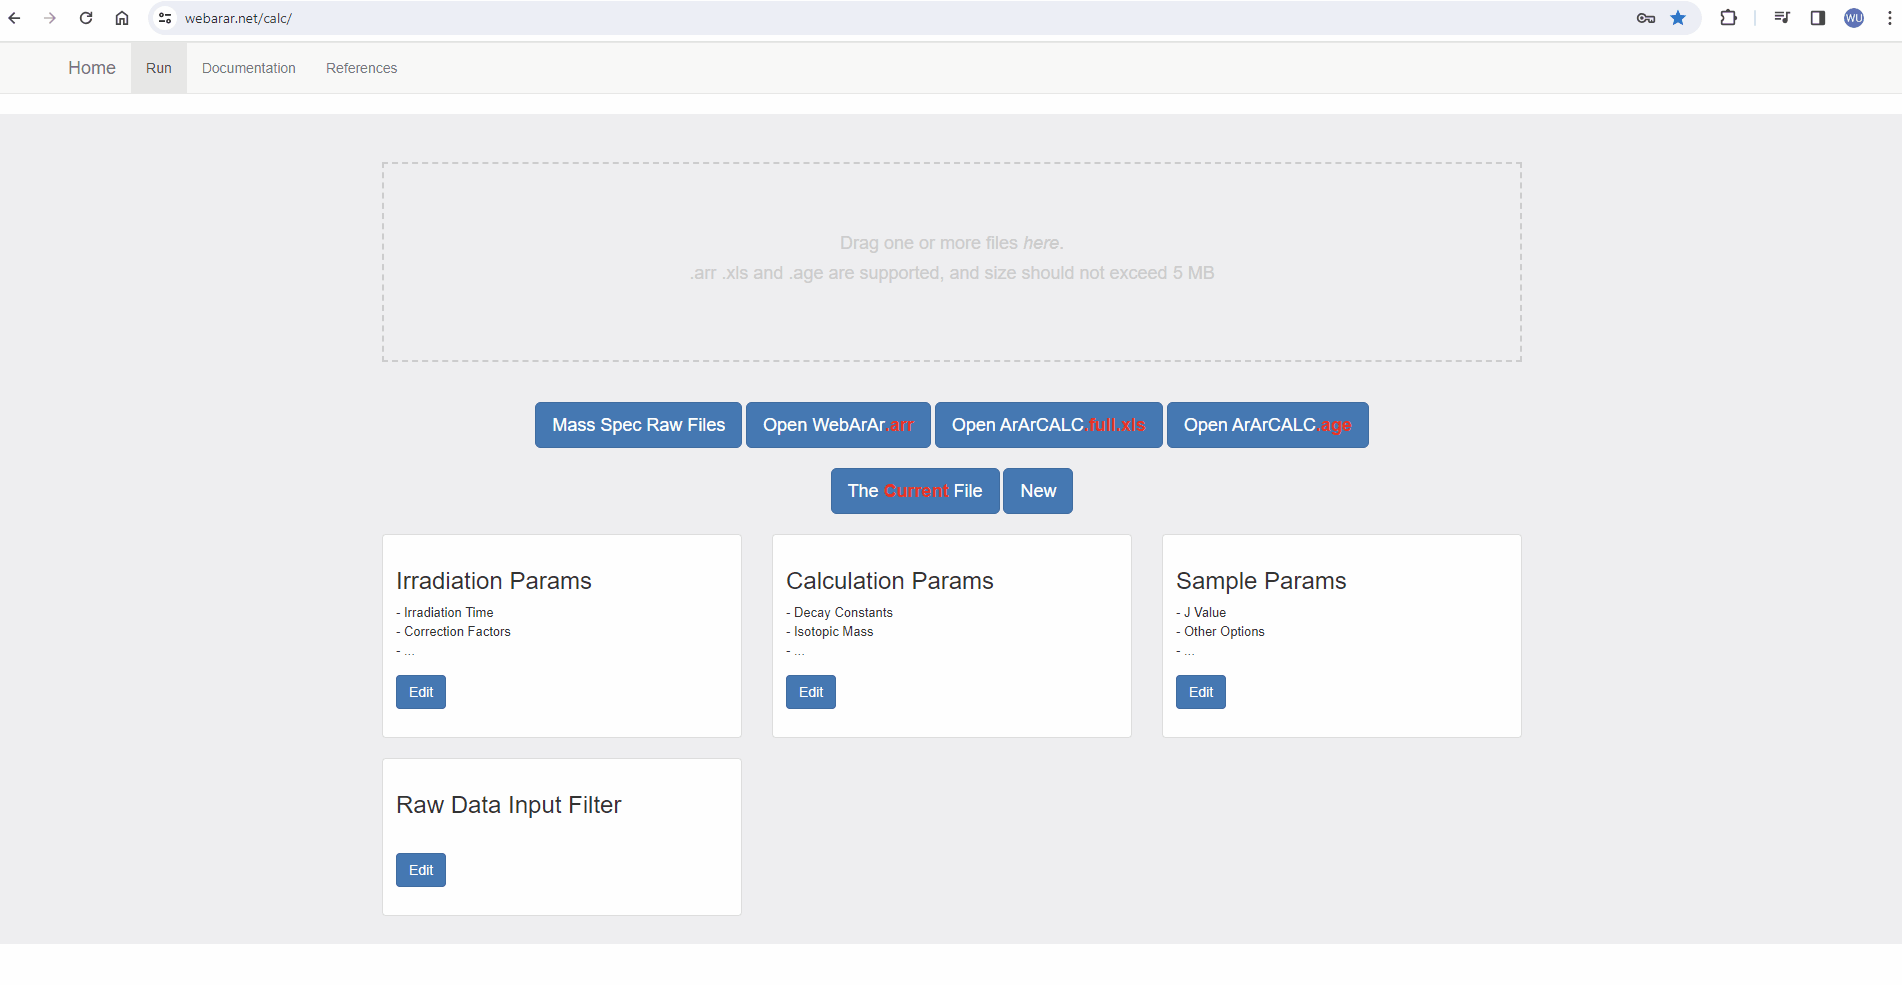 webarar.net/calc/
WU
Home Run Documentation References
Drag one or more files here.
.arr .xls and .age are supported, and size should not exceed 5 MB
Mass Spec Raw Files Open WebArAr.arr Open ArArCALC.full.xls Open ArArCALC.age
The Current File New
Irradiation Params
- Irradiation Time
- Correction Factors
- ...
Edit
Calculation Params
- Decay Constants
- Isotopic Mass
- ...
Edit
Sample Params
- J Value
- Other Options
- ...
Edit
Raw Data Input Filter
Edit